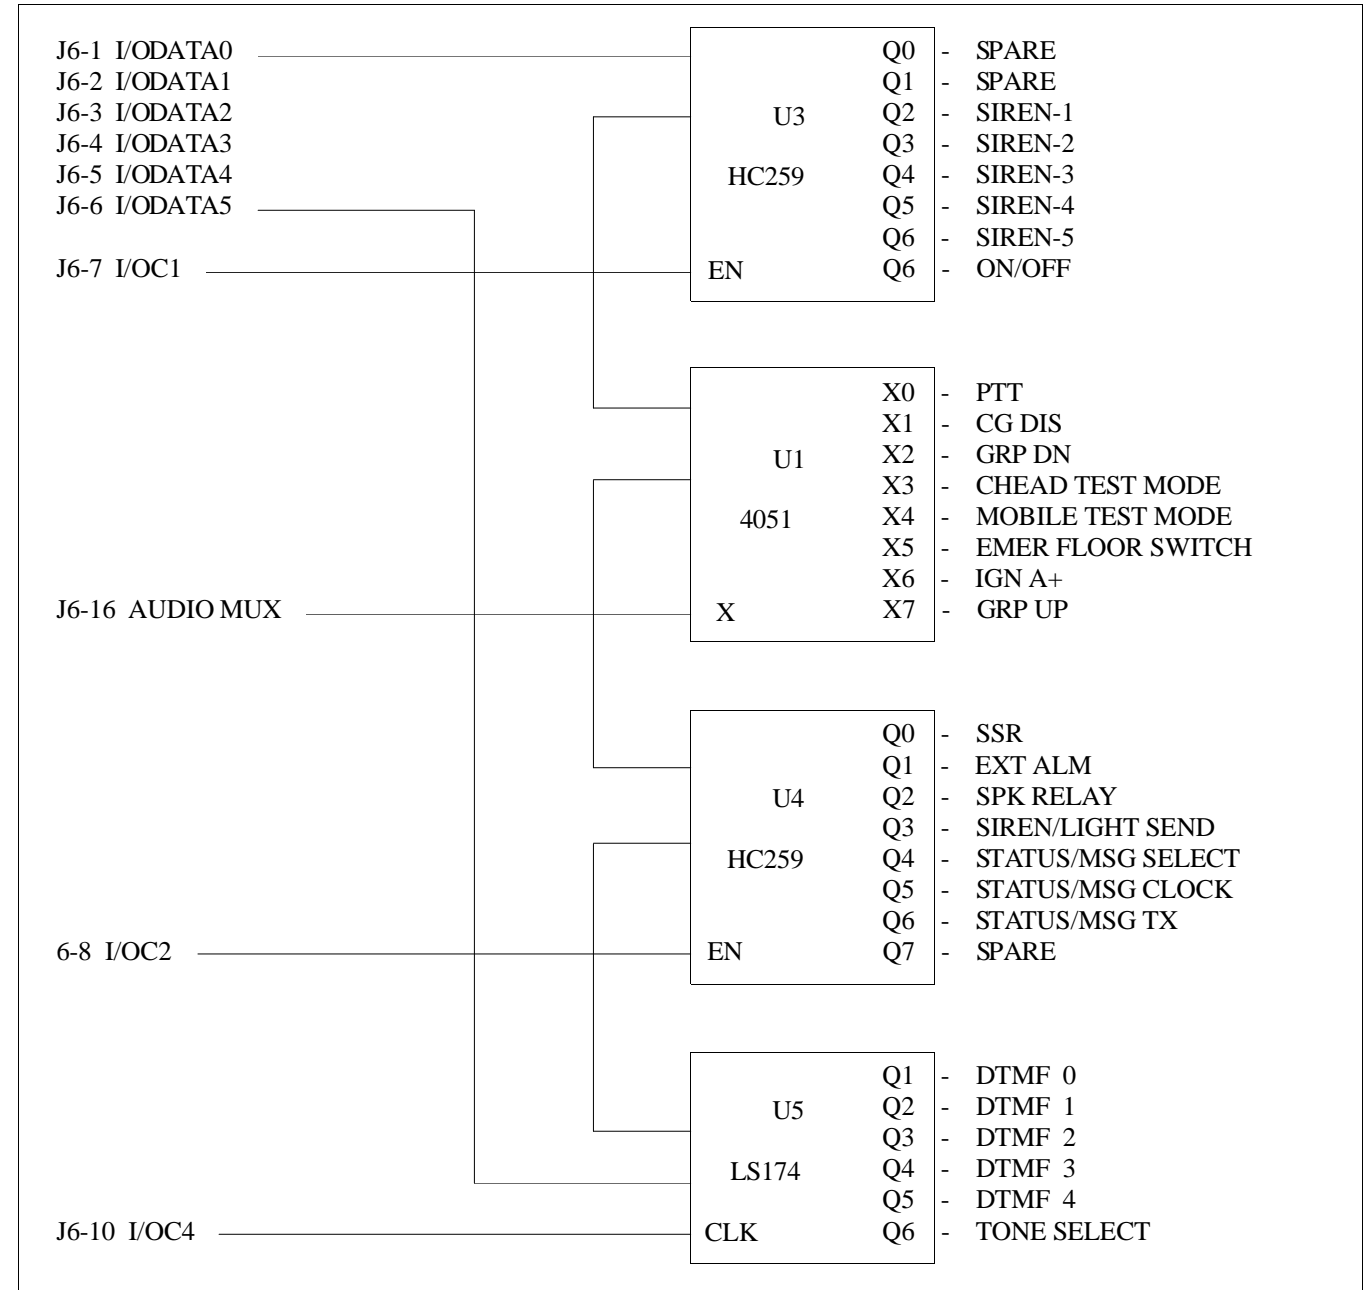 J6-1 I/ODATA0 Q0 - SPARE
J6-2 I/ODATA1 Q1 - SPARE
J6-3 I/ODATA2 U3 Q2 - SIREN-1
J6-4 I/ODATA3 Q3 - SIREN-2
J6-5 I/ODATA4 HC259 Q4 - SIREN-3
J6-6 I/ODATA5 Q5 - SIREN-4
Q6 - SIREN-5
J6-7 I/OC1 EN Q6 - ON/OFF
X0 - PTT
X1 - CG DIS
U1 X2 - GRP DN
X3 - CHEAD TEST MODE
4051 X4 - MOBILE TEST MODE
X5 - EMER FLOOR SWITCH
X6 - IGN A+
J6-16 AUDIO MUX X X7 - GRP UP
Q0 - SSR
Q1 - EXT ALM
U4 Q2 - SPK RELAY
Q3 - SIREN/LIGHT SEND
HC259 Q4 - STATUS/MSG SELECT
Q5 - STATUS/MSG CLOCK
Q6 - STATUS/MSG TX
6-8 I/OC2 EN Q7 - SPARE
Q1 - DTMF 0
U5 Q2 - DTMF 1
Q3 - DTMF 2
LS174 Q4 - DTMF 3
Q5 - DTMF 4
J6-10 I/OC4 CLK Q6 - TONE SELECT